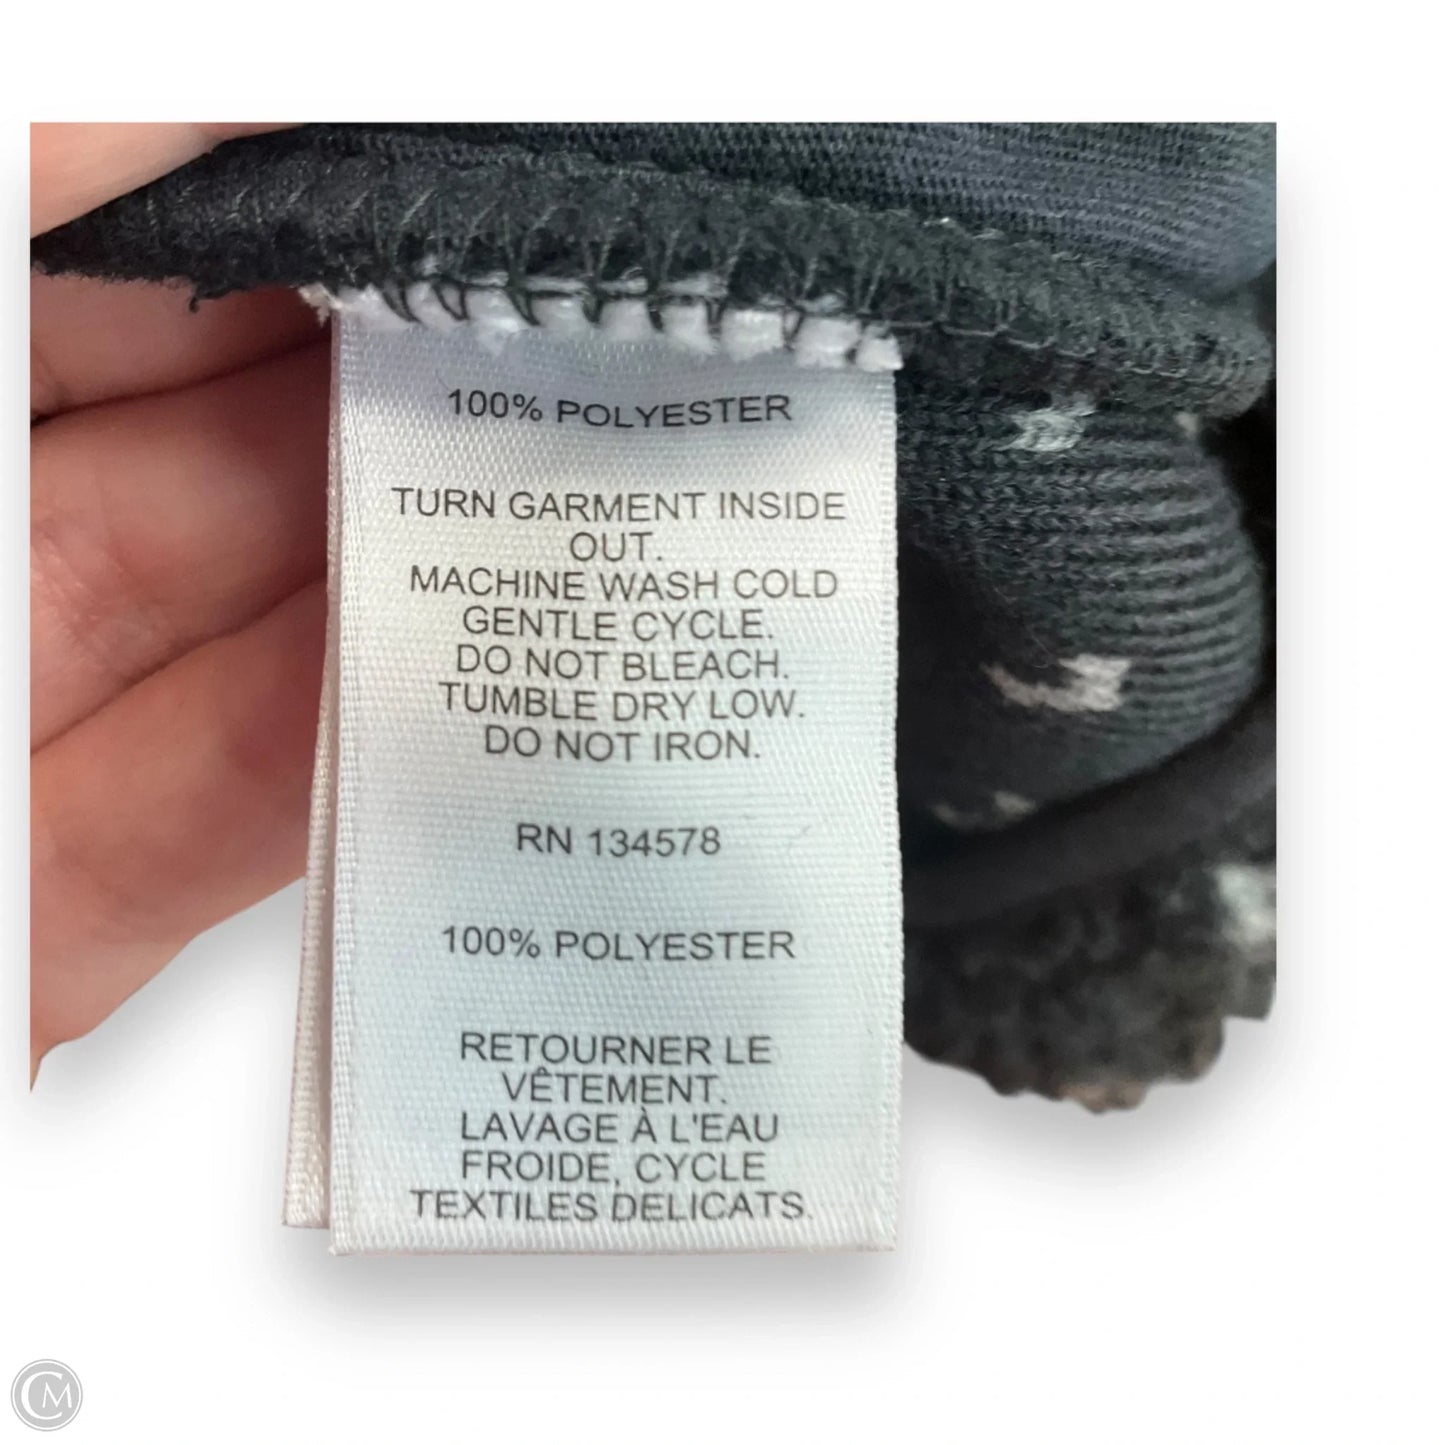 100% POLYESTER
TURN GARMENT INSIDE
OUT.
MACHINE WASH COLD
GENTLE CYCLE.
DO NOT BLEACH.
TUMBLE DRY LOW.
DO NOT IRON.
RN 134578
100% POLYESTER
RETOURNER LE
VÊTEMENT.
LAVAGE À L'EAU
FROIDE, CYCLE
TEXTILES DELICATS.
CM